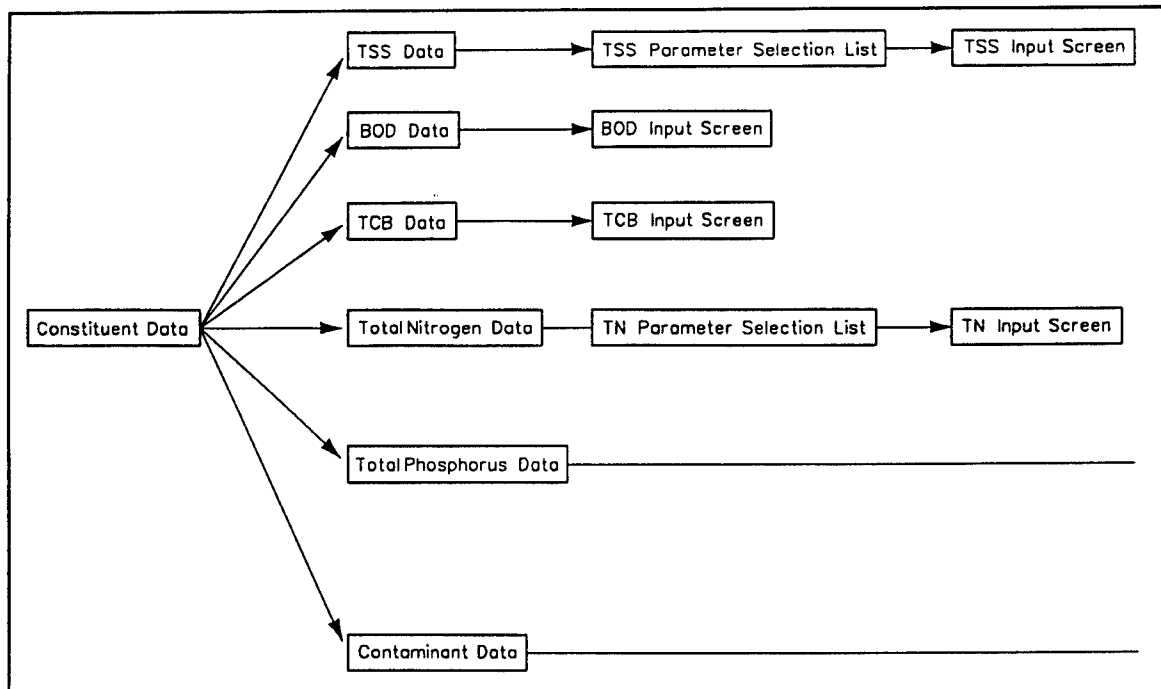 TSS Data
TSS Parameter Selection List
TSS Input Screen
BOD Data
BOD Input Screen
TCB Data
TCB Input Screen
Constituent Data
Total Nitrogen Data
TN Parameter Selection List
TN Input Screen
Total Phosphorus Data
Contaminant Data